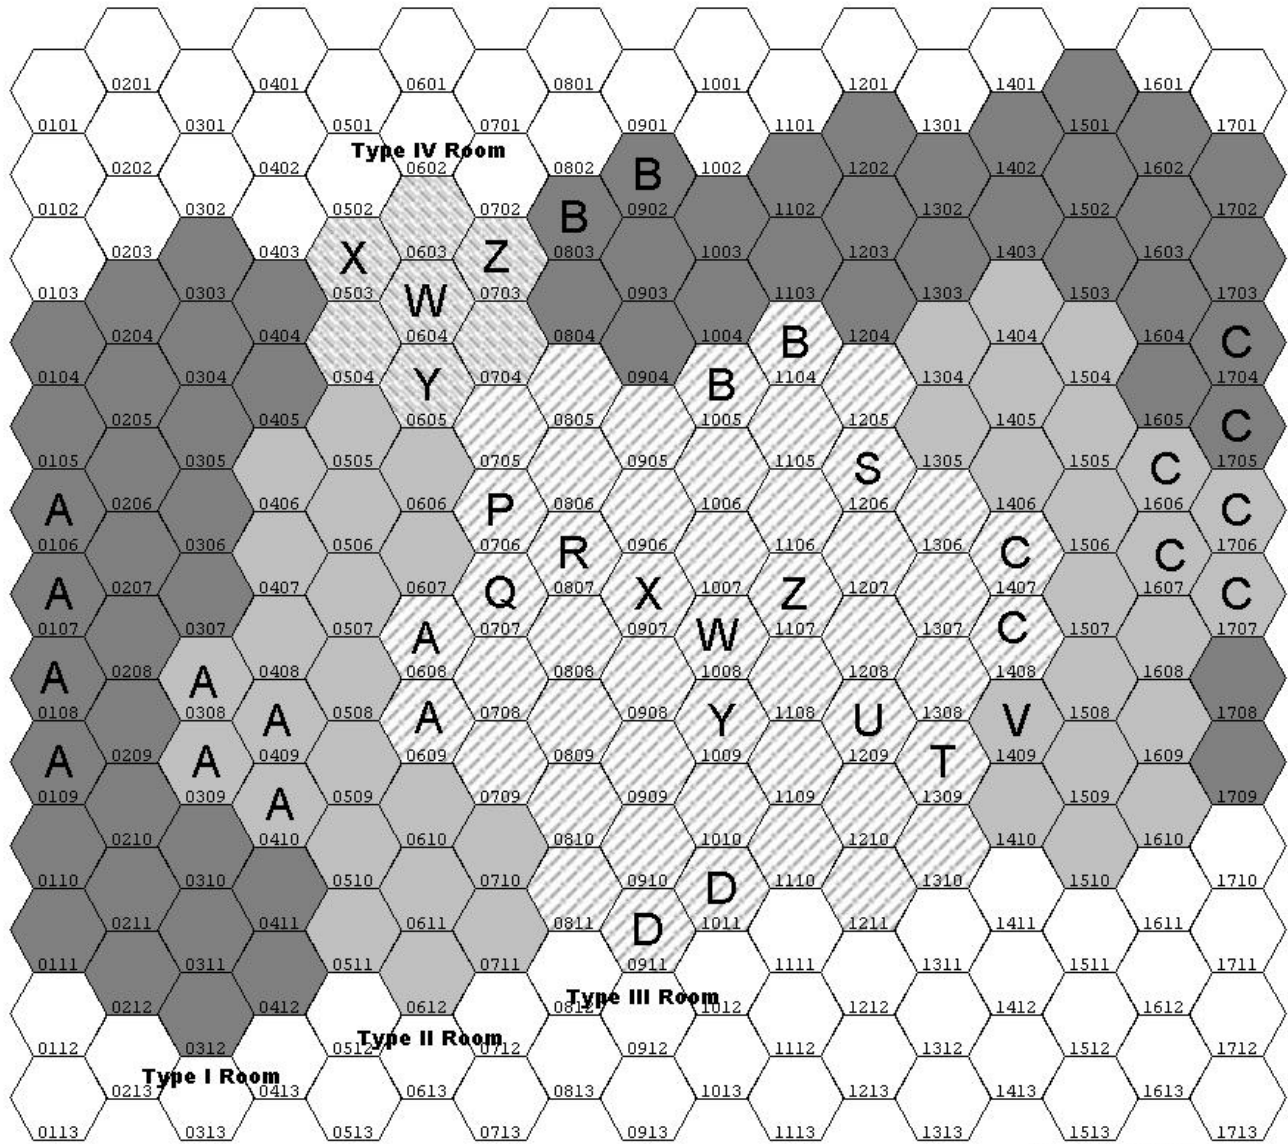 0201 0401 0601 0801 1001 1201 1401 1601
0101 0301 0501 0701 0901 1101 1301 1501 1701
Type IV Room
0202 0402 0602 0802 B 1002 1202 1402 1602
0102 0302 0502 0702 B 0902 1102 1302 1502 1702
0203 0403 X 0603 Z 0803 1003 1203 1403 1603
0103 0303 0503 W 0703 0903 1103 1303 1503 1703
0204 0404 0604 0804 1004 B 1204 1404 1604 C
0104 0304 0504 Y 0704 0904 B 1104 1304 1504 1704
0205 0405 0605 0805 1005 1205 1405 1605 C
0105 0305 0505 0705 0905 1105 S 1305 1505 C 1705
A 0206 0406 0606 P 0806 1006 1206 1406 1606 C
0106 0306 0506 0706 R 0906 1106 1306 C 1506 C 1706
A 0207 0407 0607 Q 0807 X 1007 Z 1207 1407 1607 C
0107 0307 0507 A 0707 0907 W 1107 1307 C 1507 1707
A 0208 A 0408 0608 0808 1008 1208 1408 1608
0108 0308 A 0508 A 0708 0908 Y 1108 U 1308 V 1508 1708
A 0209 A 0409 0609 0809 1009 1209 T 1409 1609
0109 0309 A 0509 0709 0909 1109 1309 1509 1709
0210 0410 0610 0810 1010 1210 1410 1610
0110 0310 0510 0710 0910 D 1110 1310 1510 1710
0211 0411 0611 0811 D 1011 1211 1411 1611
0111 0311 0511 0711 0911 1111 1311 1511 1711
Type III Room
0212 0412 0612 0812 1012 1212 1412 1612
Type II Room
0112 0312 0512 0712 0912 1112 1312 1512 1712
Type I Room
0213 0413 0613 0813 1013 1213 1413 1613
0113 0313 0513 0713 0913 1113 1313 1513 1713